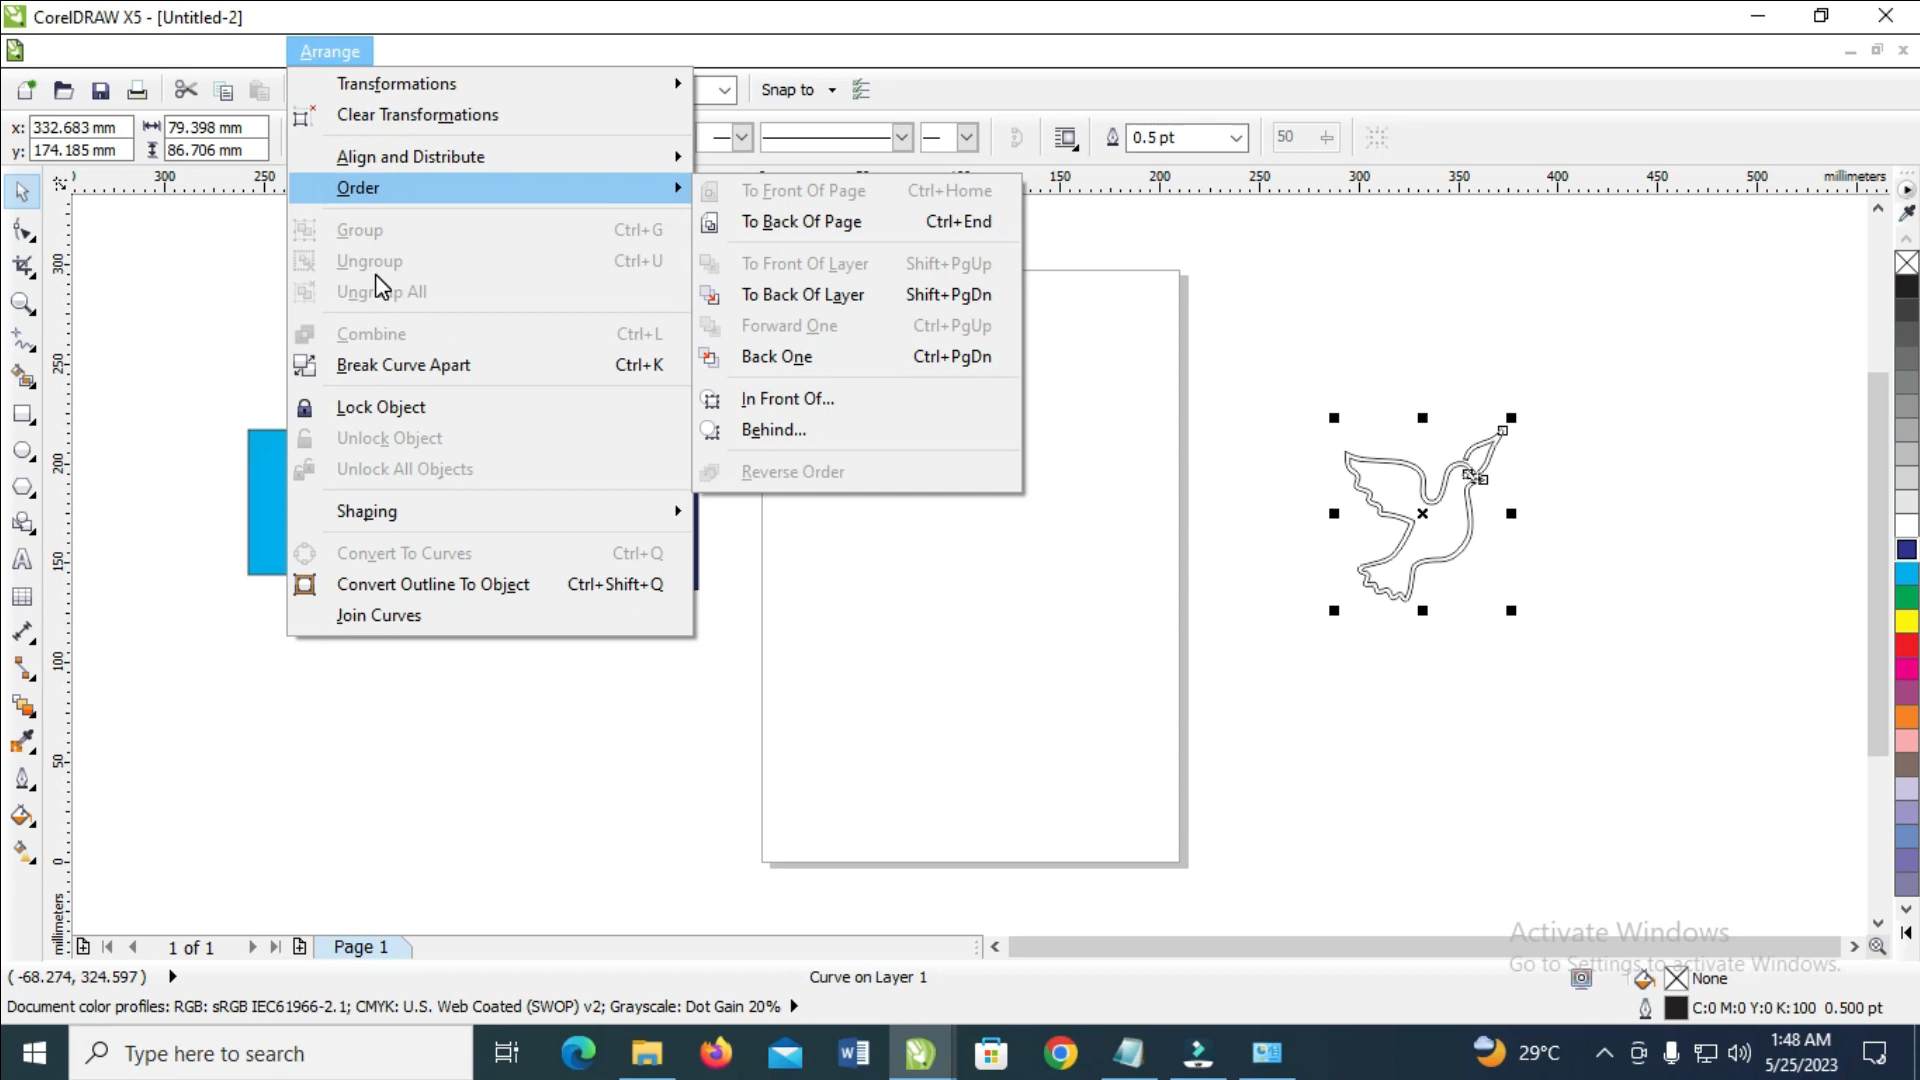 CorelDRAW X5 - [Untitled-2]
Arrange
Snap to
x: 332.683 mm 79.398 mm
y: 174.185 mm 86.706 mm
0.5 pt
50
Transformations
Clear Transformations
Align and Distribute
Order
Group Ctrl+G
Ungroup Ctrl+U
Ungroup All
Combine Ctrl+L
Break Curve Apart Ctrl+K
Lock Object
Unlock Object
Unlock All Objects
Shaping
Convert To Curves Ctrl+Q
Convert Outline To Object Ctrl+Shift+Q
Join Curves
To Front Of Page Ctrl+Home
To Back Of Page Ctrl+End
To Front Of Layer Shift+PgUp
To Back Of Layer Shift+PgDn
Forward One Ctrl+PgUp
Back One Ctrl+PgDn
In Front Of...
Behind...
Reverse Order
300 250 150 200 250 300 350 400 450 500 millimeters
300
250
200
150
100
50
0
millimeters
1 of 1 Page 1
Activate Windows
Go to Settings to activate Windows.
(-68.274, 324.597) Curve on Layer 1 None
Document color profiles: RGB: sRGB IEC61966-2.1; CMYK: U.S. Web Coated (SWOP) v2; Grayscale: Dot Gain 20% C:0 M:0 Y:0 K:100 0.500 pt
Type here to search
29°C
1:48 AM
5/25/2023